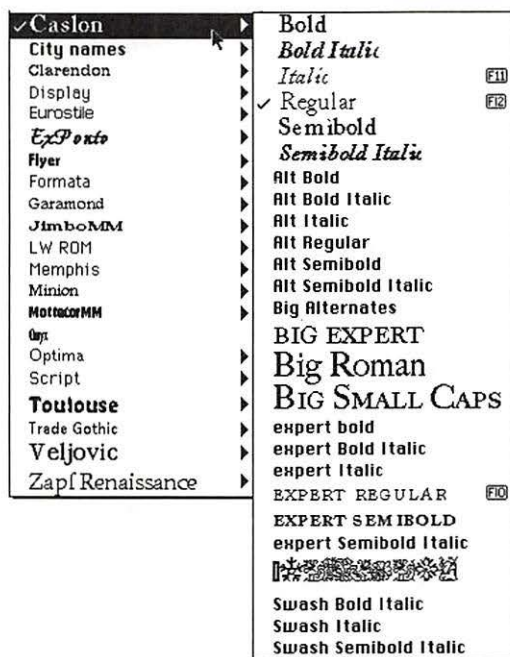 ✓Caslon
City names
Clarendon
Display
Eurostile
ExPonto
Flyer
Formata
Garamond
JimboMM
LW ROM
Memphis
Minion
MottaCorMM
Onyx
Optima
Script
Toulouse
Trade Gothic
Veljovic
Zapf Renaissance
Bold
Bold Italic
Italic F11
✓ Regular F12
Semibold
Semibold Italic
Alt Bold
Alt Bold Italic
Alt Italic
Alt Regular
Alt Semibold
Alt Semibold Italic
Big Alternates
BIG EXPERT
Big Roman
BIG SMALL CAPS
expert bold
expert Bold Italic
expert Italic
EXPERT REGULAR F10
EXPERT SEMIBOLD
expert Semibold Italic
Swash Bold Italic
Swash Italic
Swash Semibold Italic